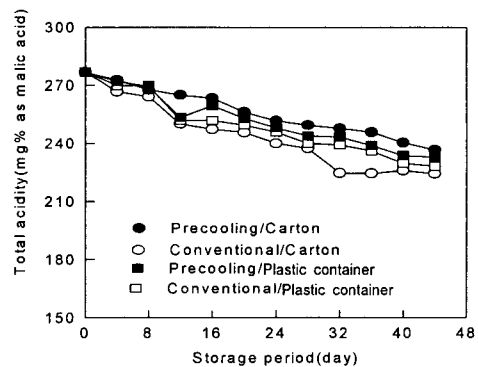 Total acidity(mg% as malic acid)
300
270
240
210
180
150
Precooling/Carton
Conventional/Carton
Precooling/Plastic container
Conventional/Plastic container
0 8 16 24 32 40 48
Storage period(day)